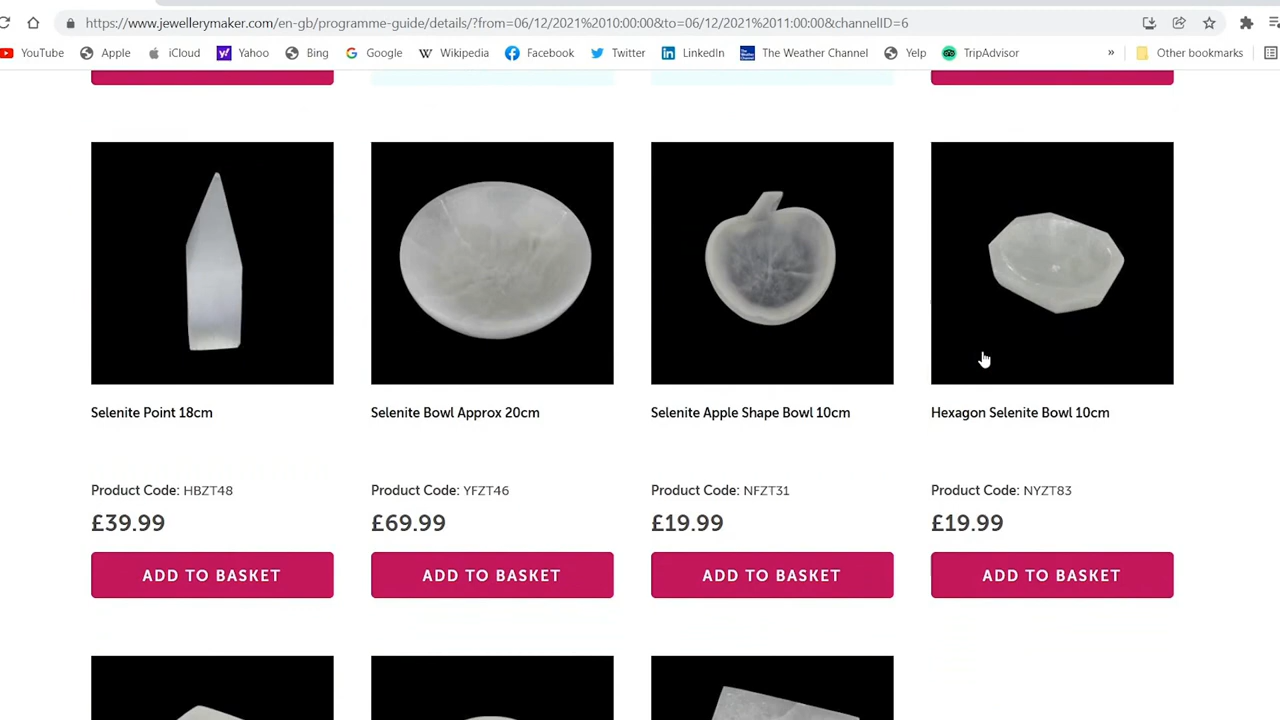 https://www.jewellerymaker.com/en-gb/programme-guide/details/?from=06/12/2021%2010:00:00&to=06/12/2021%2011:00:00&channelID=6
YouTube Apple iCloud Yahoo Bing Google Wikipedia Facebook Twitter LinkedIn The Weather Channel Yelp TripAdvisor » Other bookmarks
Selenite Point 18cm
Selenite Bowl Approx 20cm
Selenite Apple Shape Bowl 10cm
Hexagon Selenite Bowl 10cm
Product Code: HBZT48
Product Code: YFZT46
Product Code: NFZT31
Product Code: NYZT83
£39.99
£69.99
£19.99
£19.99
ADD TO BASKET
ADD TO BASKET
ADD TO BASKET
ADD TO BASKET